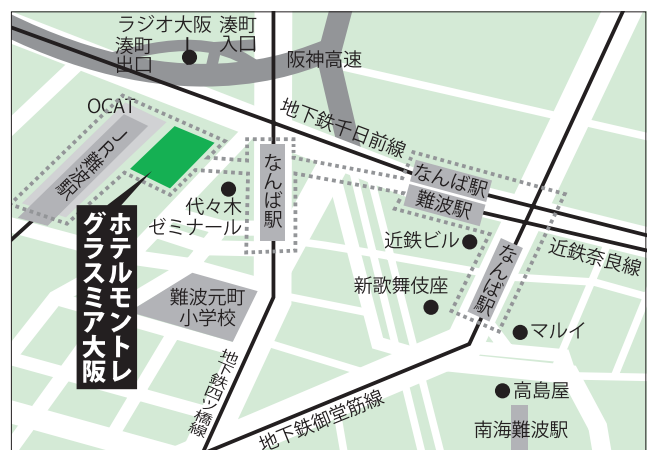 ラジオ大阪
湊町
入口
湊町
出口
阪神高速
OCAT
地下鉄千日前線
JR難波駅
なんば駅
なんば駅
難波駅
代々木
ゼミナール
近鉄ビル
なんば駅
近鉄奈良線
ホテルモントレ
グラスミア大阪
難波元町
小学校
新歌舞伎座
マルイ
地下鉄四ツ橋線
地下鉄御堂筋線
高島屋
南海難波駅